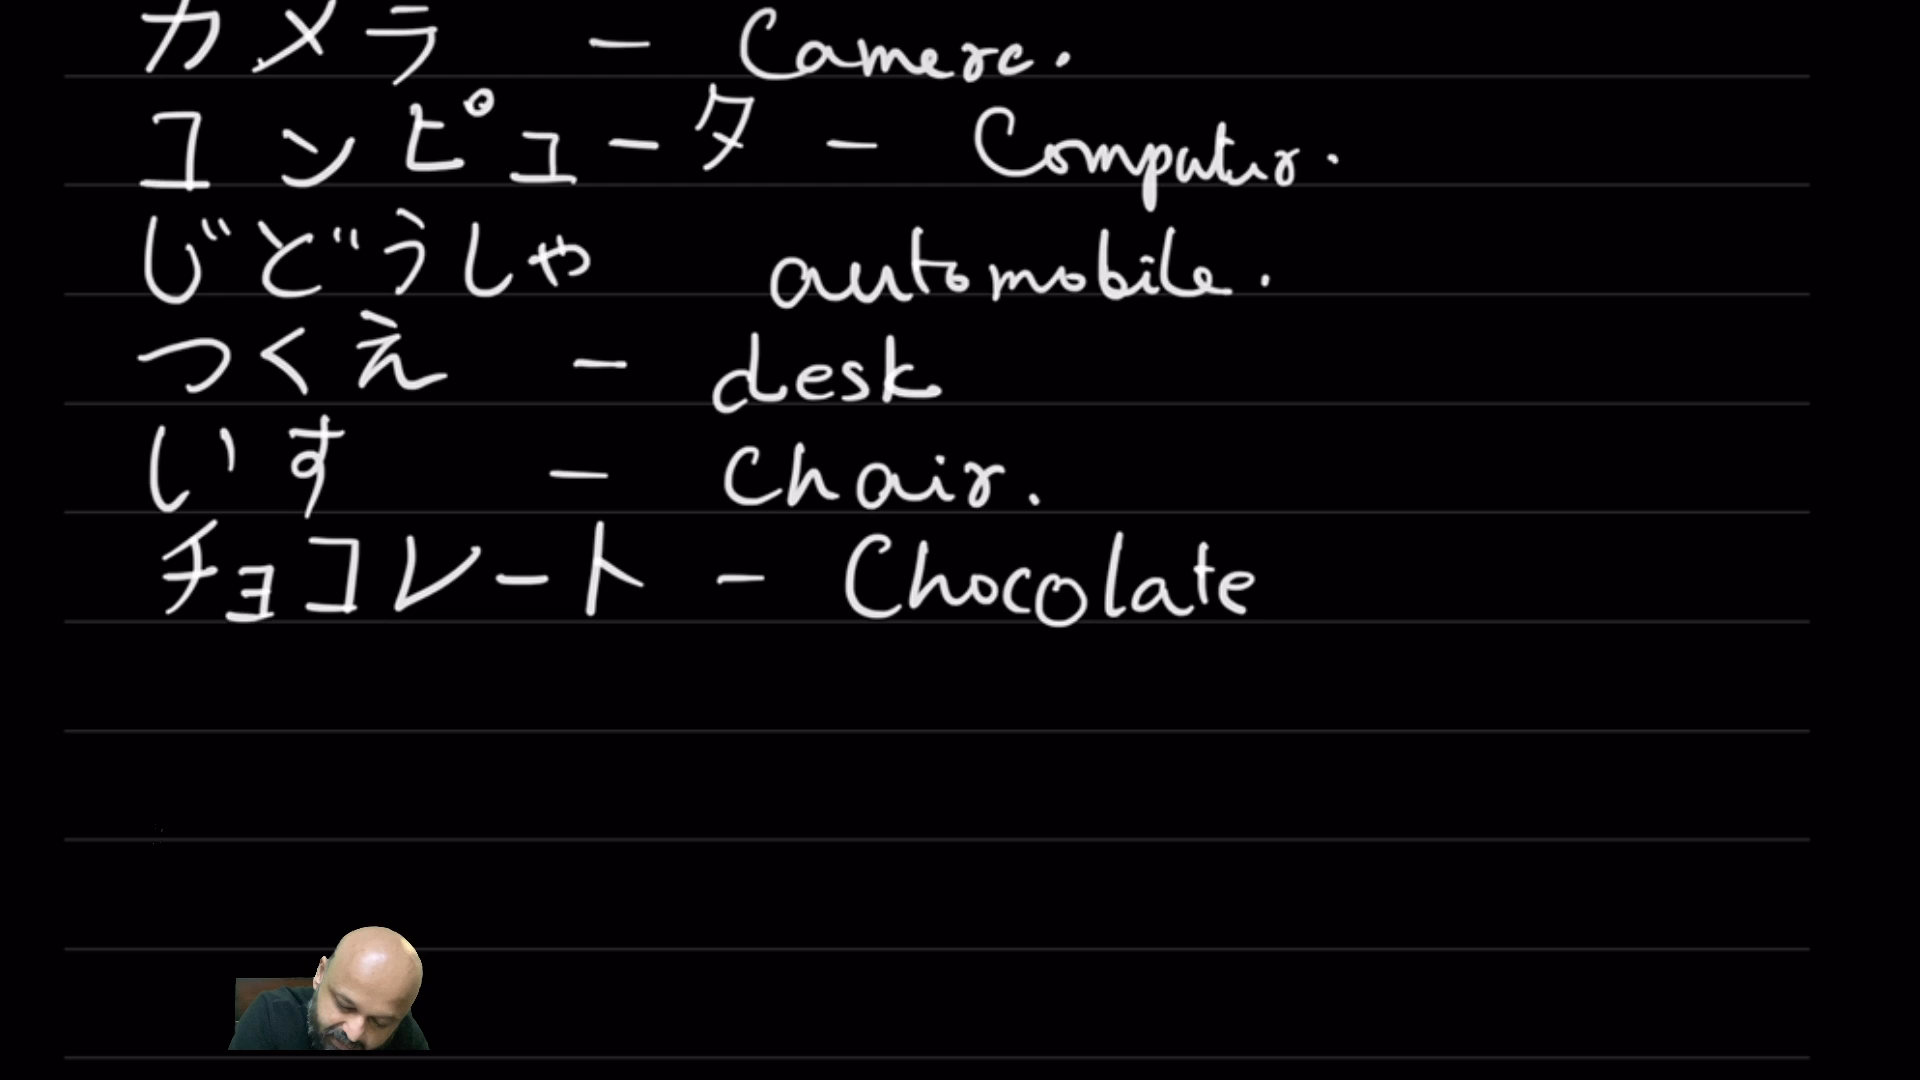 カメラ - Camera.
コンピュータ - Computer.
じどうしゃ automobile.
つくえ - desk
いす - Chair.
チョコレート - Chocolate